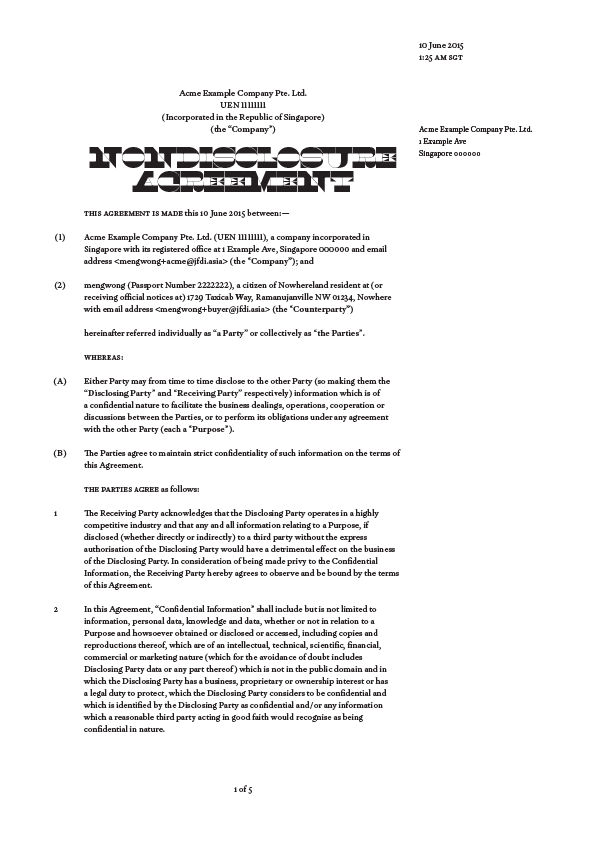 10 June 2015
1:25 AM SGT
Acme Example Company Pte. Ltd.
UEN 11111111
(Incorporated in the Republic of Singapore)
(the “Company”)
Acme Example Company Pte. Ltd.
1 Example Ave
Singapore 000000
NONDISCLOSURE
AGREEMENT
THIS AGREEMENT IS MADE this 10 June 2015 between:—
(1) Acme Example Company Pte. Ltd. (UEN 11111111), a company incorporated in
Singapore with its registered office at 1 Example Ave, Singapore 000000 and email
address <mengwong+acme@jfdi.asia> (the “Company”); and
(2) mengwong (Passport Number 2222222), a citizen of Nowhereland resident at (or
receiving official notices at) 1729 Taxicab Way, Ramanujanville NW 01234, Nowhere
with email address <mengwong+buyer@jfdi.asia> (the “Counterparty”)
hereinafter referred individually as “a Party” or collectively as “the Parties”.
WHEREAS:
(A) Either Party may from time to time disclose to the other Party (so making them the
“Disclosing Party” and “Receiving Party” respectively) information which is of
a confidential nature to facilitate the business dealings, operations, cooperation or
discussions between the Parties, or to perform its obligations under any agreement
with the other Party (each a “Purpose”).
(B) The Parties agree to maintain strict confidentiality of such information on the terms of
this Agreement.
THE PARTIES AGREE as follows:
1 The Receiving Party acknowledges that the Disclosing Party operates in a highly
competitive industry and that any and all information relating to a Purpose, if
disclosed (whether directly or indirectly) to a third party without the express
authorisation of the Disclosing Party would have a detrimental effect on the business
of the Disclosing Party. In consideration of being made privy to the Confidential
Information, the Receiving Party hereby agrees to observe and be bound by the terms
of this Agreement.
2 In this Agreement, “Confidential Information” shall include but is not limited to
information, personal data, knowledge and data, whether or not in relation to a
Purpose and howsoever obtained or disclosed or accessed, including copies and
reproductions thereof, which are of an intellectual, technical, scientific, financial,
commercial or marketing nature (which for the avoidance of doubt includes
Disclosing Party data or any part thereof) which is not in the public domain and in
which the Disclosing Party has a business, proprietary or ownership interest or has
a legal duty to protect, which the Disclosing Party considers to be confidential and
which is identified by the Disclosing Party as confidential and/or any information
which a reasonable third party acting in good faith would recognise as being
confidential in nature.
1 of 5